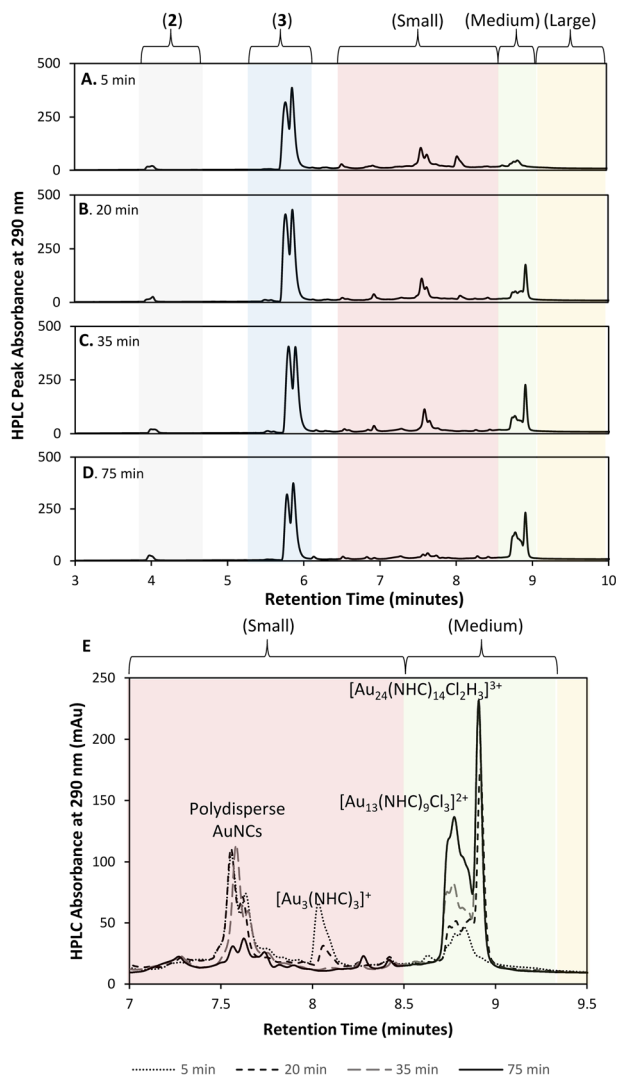 (2) (3) (Small) (Medium) (Large)
HPLC Peak Absorbance at 290 nm
500
A. 5 min
250
0
500
B. 20 min
250
0
500
C. 35 min
250
0
500
D. 75 min
250
0
3 4 5 6 7 8 9 10
Retention Time (minutes)
(Small) (Medium)
E
HPLC Absorbance at 290 nm (mAu)
250
[Au24(NHC)14Cl2H3]3+
200
150
[Au13(NHC)9Cl3]2+
Polydisperse
AuNCs
100
[Au3(NHC)3]+
50
0
7 7.5 8 8.5 9 9.5
Retention Time (minutes)
5 min 20 min 35 min 75 min